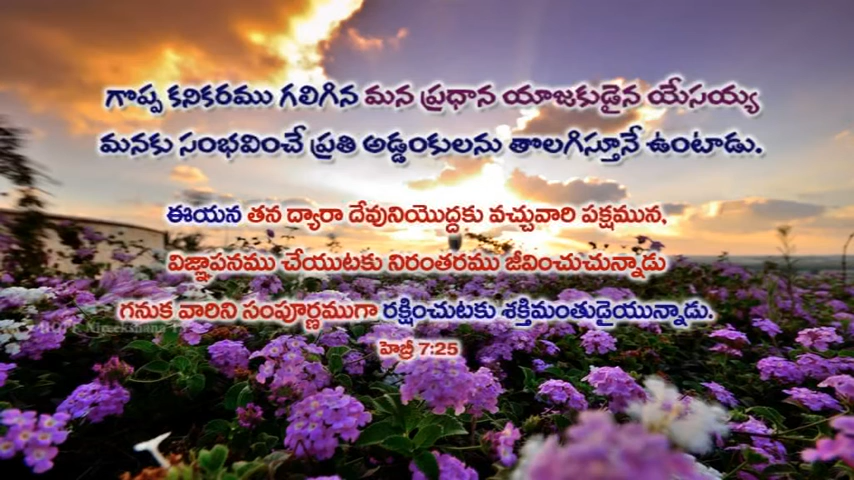 గొప్ప కనికరము గలిగిన మన ప్రధాన యాజకుడైన యేసయ్య
మనకు సంభవించే ప్రతి అడ్డంకులను తొలగిస్తూనే ఉంటాడు.
ఈయన తన ద్వారా దేవునియొద్దకు వచ్చువారి పక్షమున,
విజ్ఞాపనము చేయుటకు నిరంతరము జీవించుచున్నాడు
గనుక వారిని సంపూర్ణముగా రక్షించుటకు శక్తిమంతుడైయున్నాడు.
హెబ్రీ 7:25
HOPE